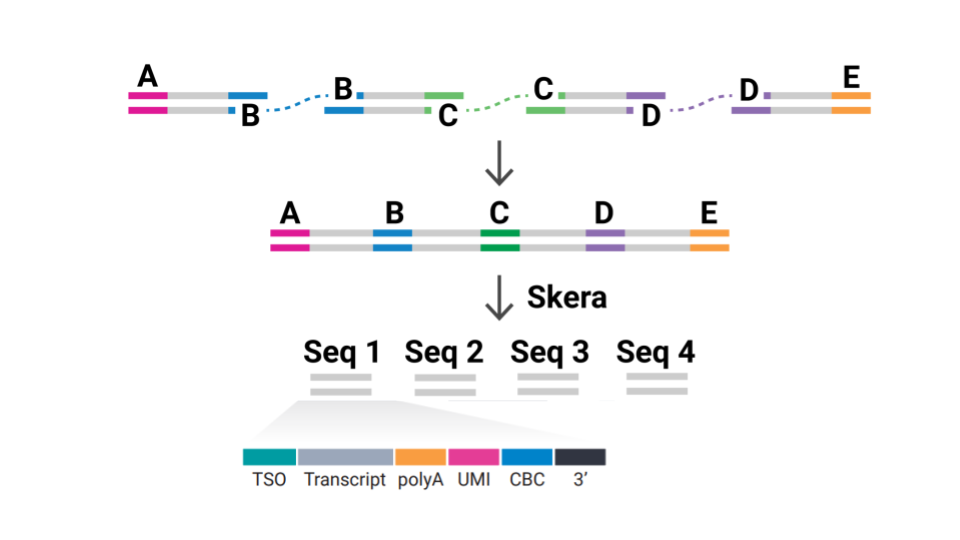 A B B C C D D E
A B C D E
Skera
Seq 1 Seq 2 Seq 3 Seq 4
TSO Transcript polyA UMI CBC 3’